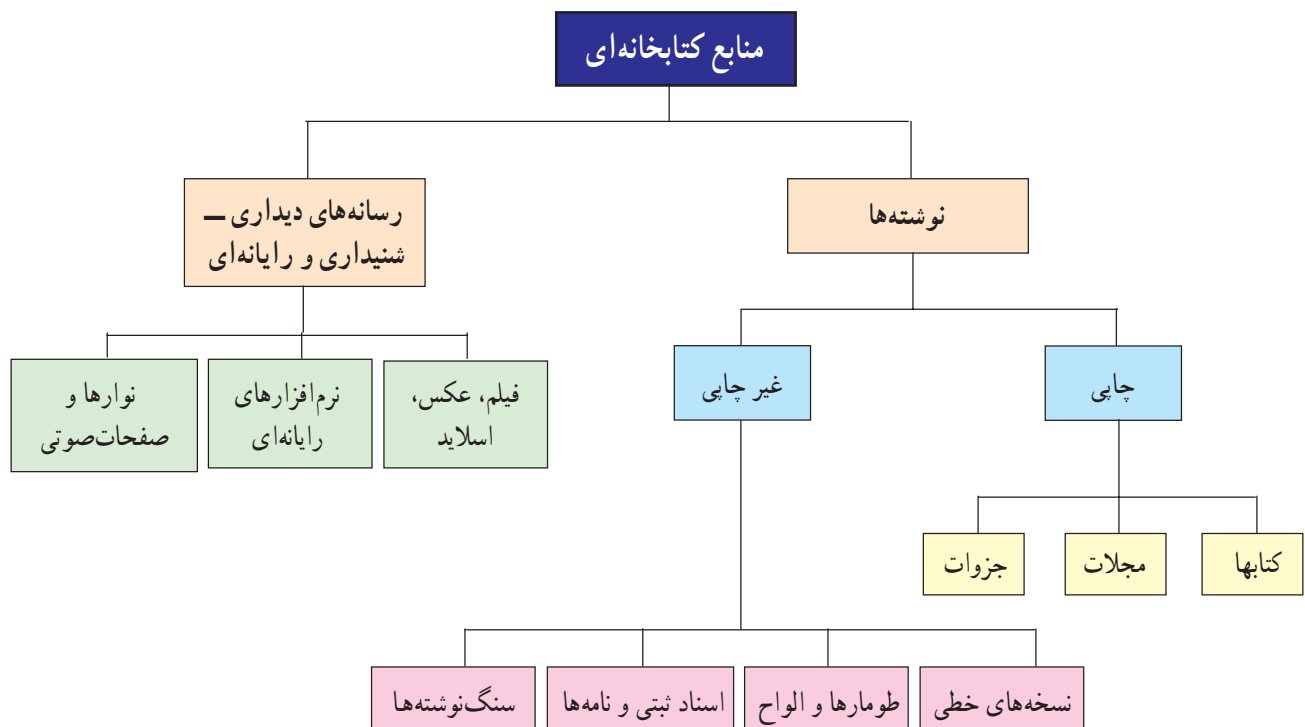 منابع کتابخانه‌ای
نوشته‌ها
رسانه‌های دیداری ــ
شنیداری و رایانه‌ای
چاپی
غیر چاپی
فیلم، عکس،
اسلاید
نرم‌افزارهای
رایانه‌ای
نوارها و
صفحات‌صوتی
کتابها
مجلات
جزوات
نسخه‌های خطی
طومارها و الواح
اسناد ثبتی و نامه‌ها
سنگ‌نوشته‌ها